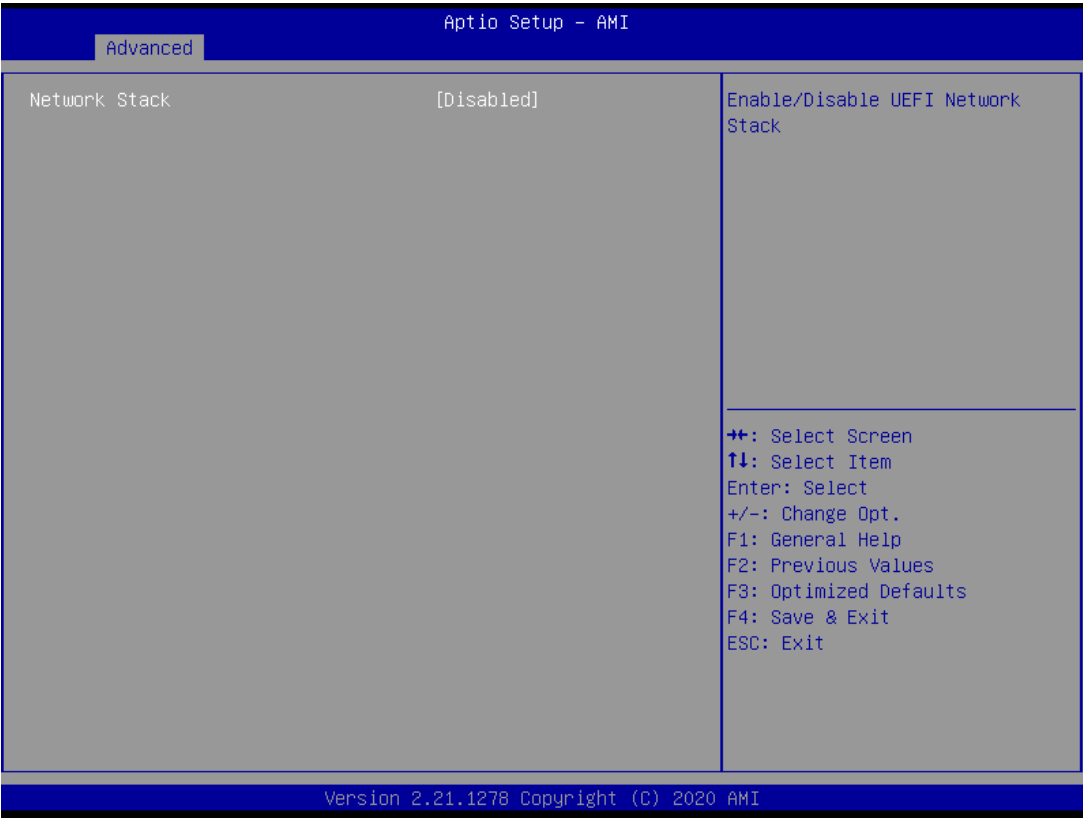 Aptio Setup – AMI
Advanced
Network Stack [Disabled]
Enable/Disable UEFI Network
Stack
→←: Select Screen
↑↓: Select Item
Enter: Select
+/-: Change Opt.
F1: General Help
F2: Previous Values
F3: Optimized Defaults
F4: Save & Exit
ESC: Exit
Version 2.21.1278 Copyright (C) 2020 AMI